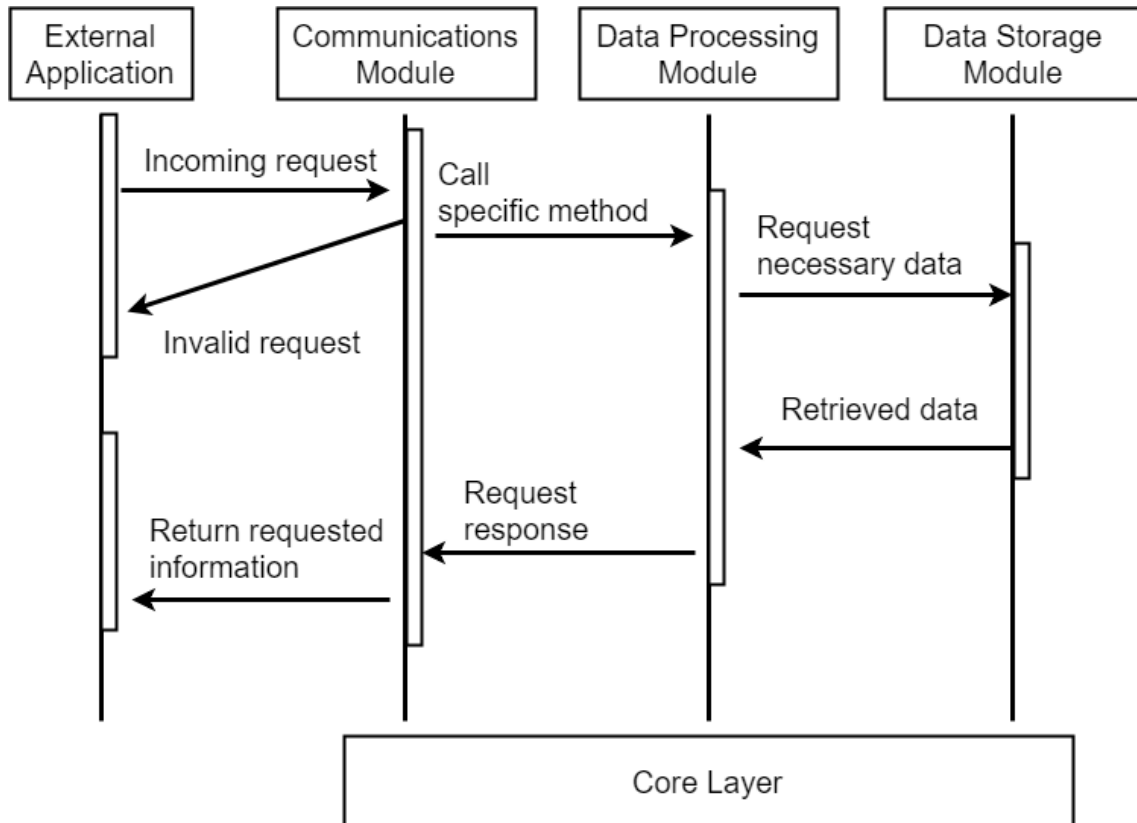 External
Application
Communications
Module
Data Processing
Module
Data Storage
Module
Incoming request
Call
specific method
Request
necessary data
Invalid request
Retrieved data
Request
response
Return requested
information
Core Layer